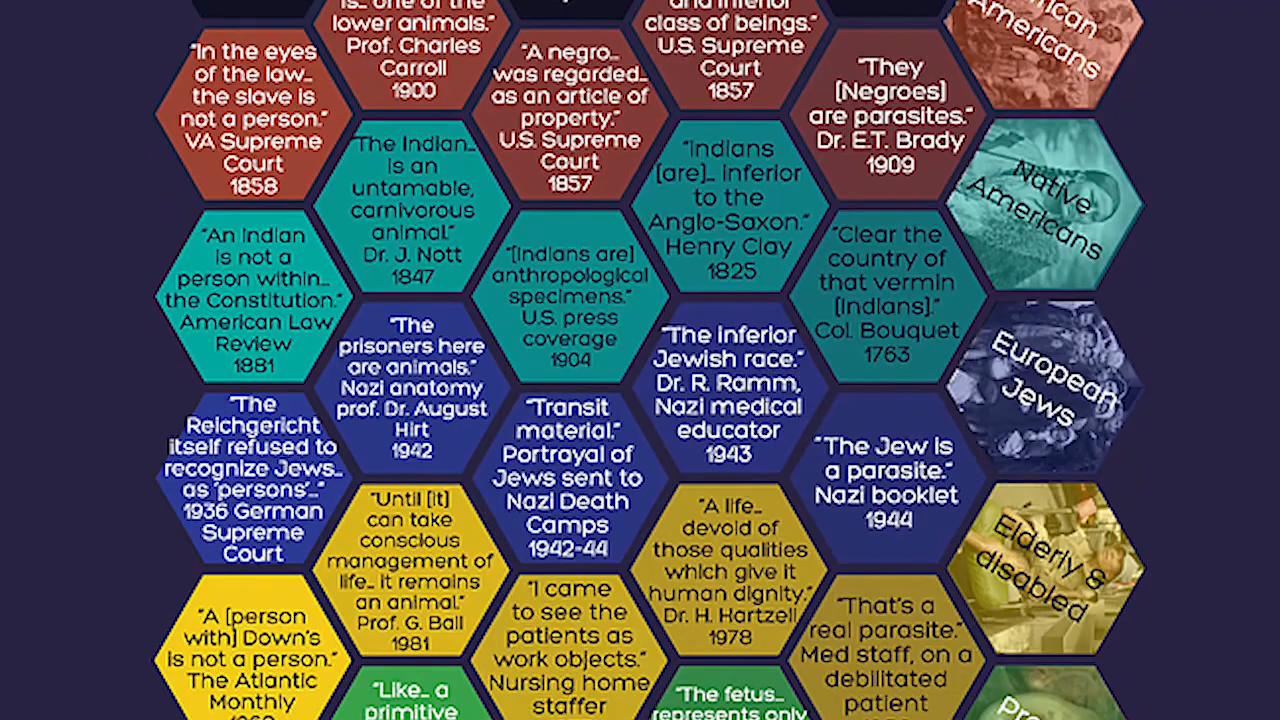 is… one of the
lower animals.”
Prof. Charles
Carroll
1900
and inferior
class of beings.”
U.S. Supreme
Court
1857
Americans
“In the eyes
of the law…
the slave is
not a person.”
VA Supreme
Court
1858
“A negro…
was regarded…
as an article of
property.”
U.S. Supreme
Court
1857
“They
[Negroes]
are parasites.”
Dr. E.T. Brady
1909
“The Indian…
is an
untamable,
carnivorous
animal.”
Dr. J. Nott
1847
“Indians
[are]… inferior
to the
Anglo-Saxon.”
Henry Clay
1825
Native
Americans
“An Indian
is not a
person within…
the Constitution.”
American Law
Review
1881
“[Indians are]
anthropological
specimens.”
U.S. press
coverage
1904
“Clear the
country of
that vermin
[Indians].”
Col. Bouquet
1763
“The
prisoners here
are animals.”
Nazi anatomy
prof. Dr. August
Hirt
1942
“The inferior
Jewish race.”
Dr. R. Ramm,
Nazi medical
educator
1943
European
Jews
“The
Reichgericht
itself refused to
recognize Jews…
as ‘persons’…”
1936 German
Supreme
Court
“Transit
material.”
Portrayal of
Jews sent to
Nazi Death
Camps
1942-44
“The Jew is
a parasite.”
Nazi booklet
1944
“Until [it]
can take
conscious
management of
life… it remains
an animal.”
Prof. G. Ball
1981
“A life…
devoid of
those qualities
which give it
human dignity.”
Dr. H. Hartzell
1978
Elderly &
disabled
“A [person
with] Down’s
is not a person.”
The Atlantic
Monthly
“I came
to see the
patients as
work objects.”
Nursing home
staffer
“That’s a
real parasite.”
Med staff, on a
debilitated
patient
“Like… a
primitive
“The fetus…
represents only